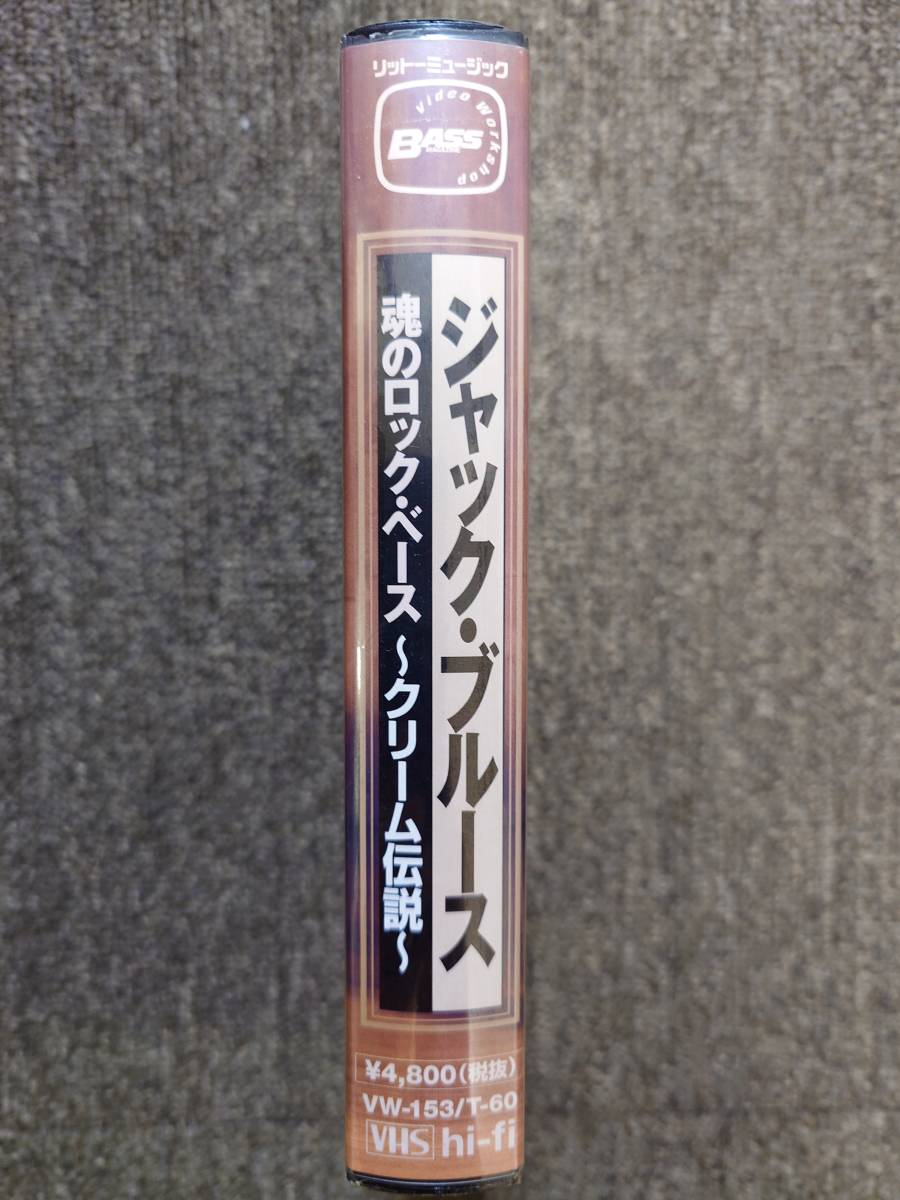 リットーミュージック
Video Workshop
BASS
ジャック・ブルース
魂のロック・ベース 〜クリーム伝説〜
¥4,800(税抜)
VW-153/T-60
VHS hi-fi